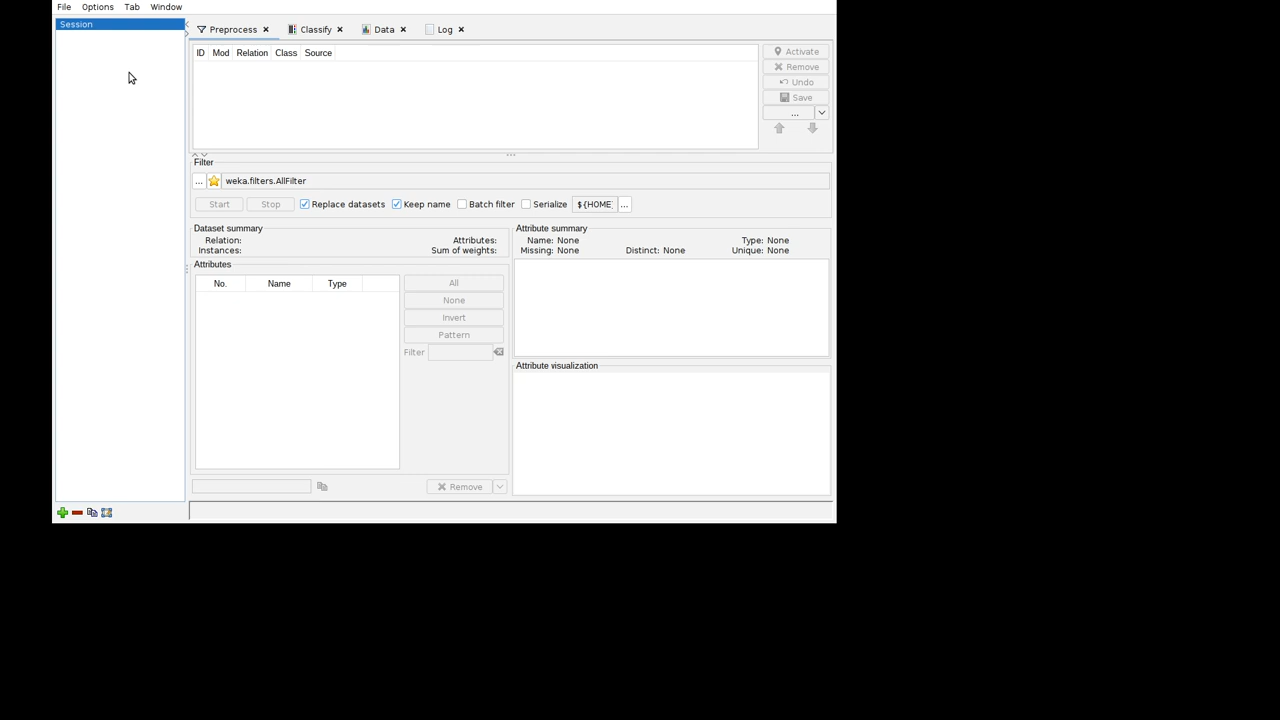 File Options Tab Window
Session
Preprocess Classify Data Log
ID Mod Relation Class Source
Activate
Remove
Undo
Save
...
Filter
... weka.filters.AllFilter
Start Stop Replace datasets Keep name Batch filter Serialize ${HOME} ...
Dataset summary
Relation: Attributes:
Instances: Sum of weights:
Attributes
No. Name Type
All
None
Invert
Pattern
Filter
Remove
Attribute summary
Name: None Type: None
Missing: None Distinct: None Unique: None
Attribute visualization